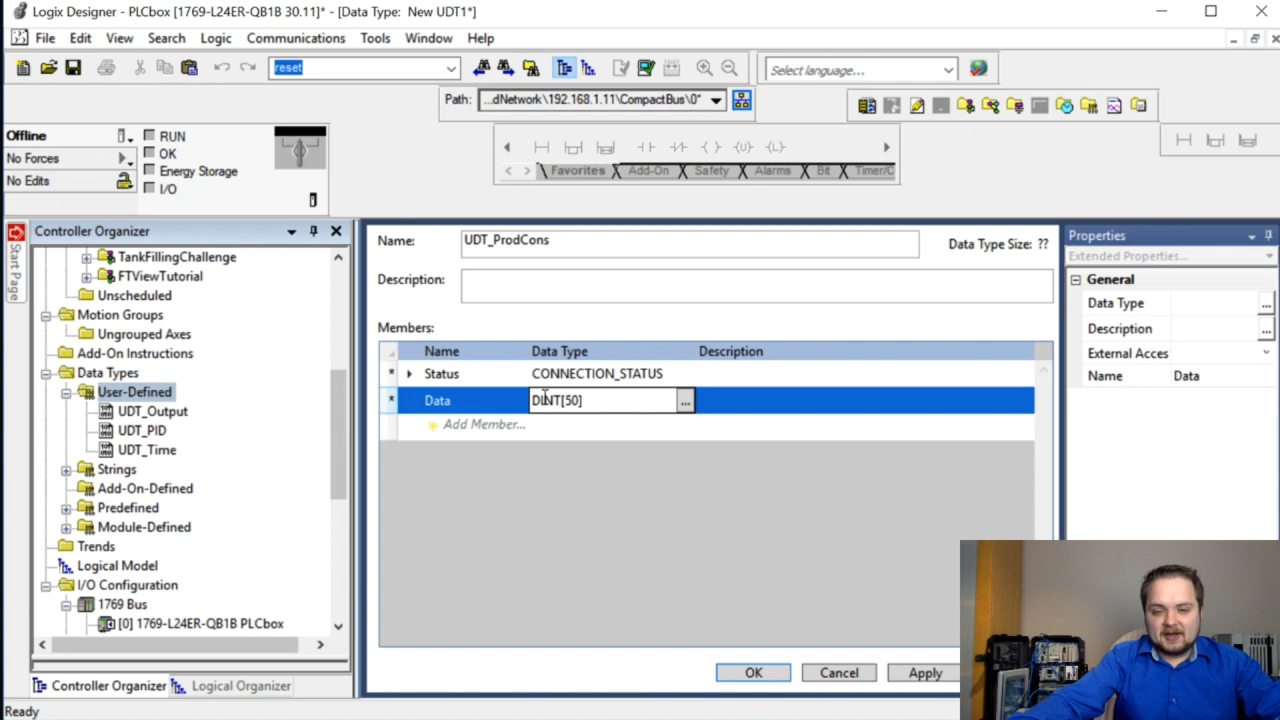 Logix Designer - PLCbox [1769-L24ER-QB1B 30.11]* - [Data Type: New UDT1*]
File Edit View Search Logic Communications Tools Window Help
reset
Select language...
Path: ...dNetwork\192.168.1.11\CompactBus\0*
Offline
RUN
No Forces
OK
No Edits
Energy Storage
I/O
Favorites Add-On Safety Alarms Bit Timer/C
Start Page
Controller Organizer
TankFillingChallenge
FTViewTutorial
Unscheduled
Motion Groups
Ungrouped Axes
Add-On Instructions
Data Types
User-Defined
UDT_Output
UDT_PID
UDT_Time
Strings
Add-On-Defined
Predefined
Module-Defined
Trends
Logical Model
I/O Configuration
1769 Bus
[0] 1769-L24ER-QB1B PLCbox
Controller Organizer Logical Organizer
Name: UDT_ProdCons Data Type Size: ??
Description:
Members:
Name Data Type Description
* Status CONNECTION_STATUS
* Data DINT[50] ...
Add Member...
OK Cancel Apply
Properties
Extended Properties...
General
Data Type ...
Description ...
External Acces
Name Data
Ready